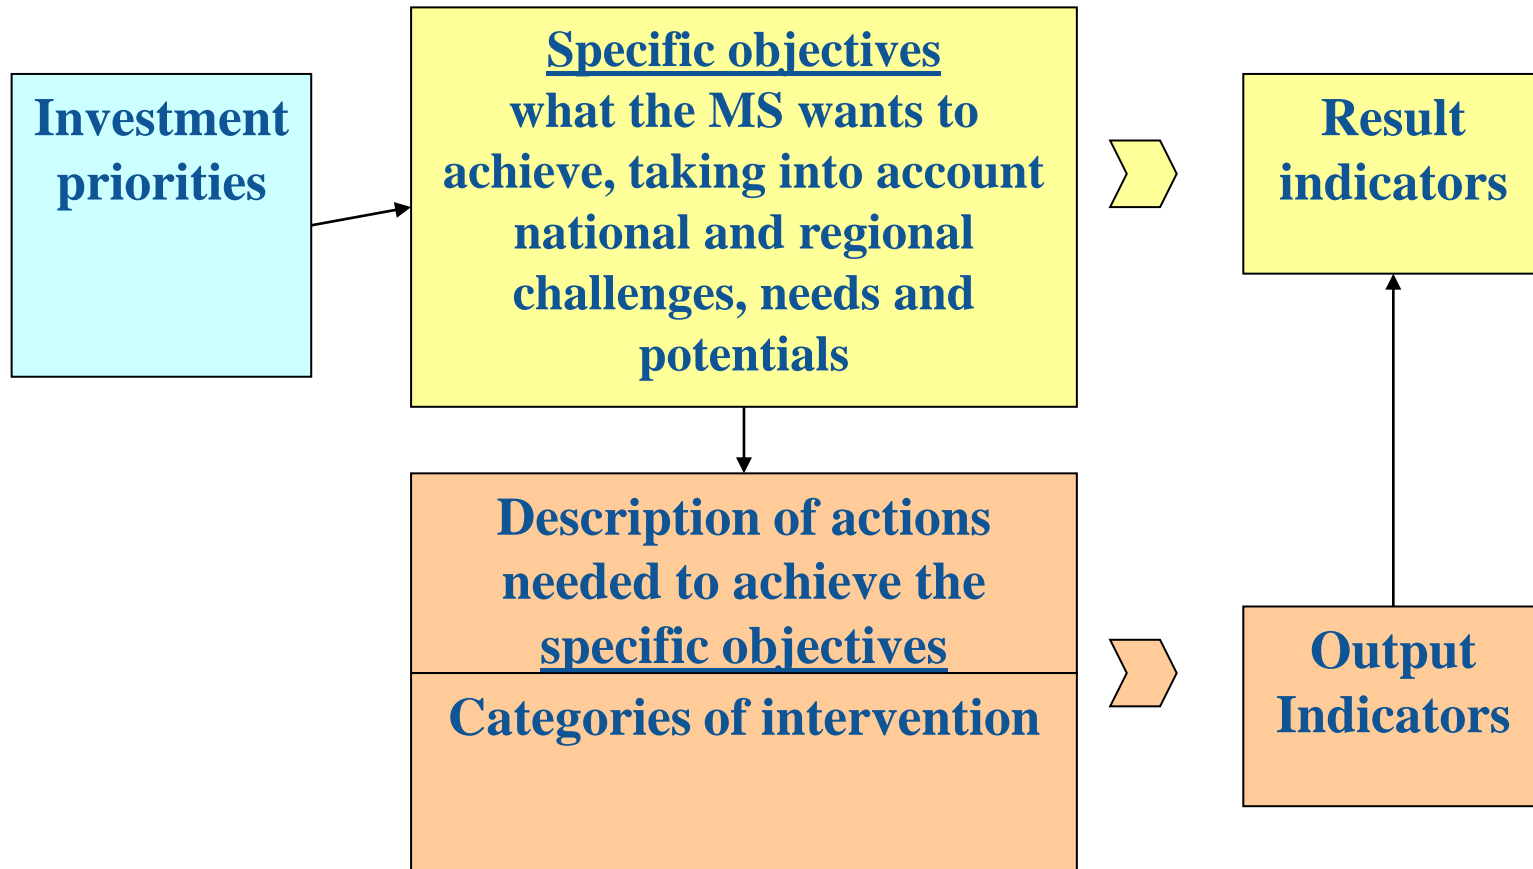 Investment
priorities
Specific objectives
what the MS wants to
achieve, taking into account
national and regional
challenges, needs and
potentials
Result
indicators
Description of actions
needed to achieve the
specific objectives
Categories of intervention
Output
Indicators